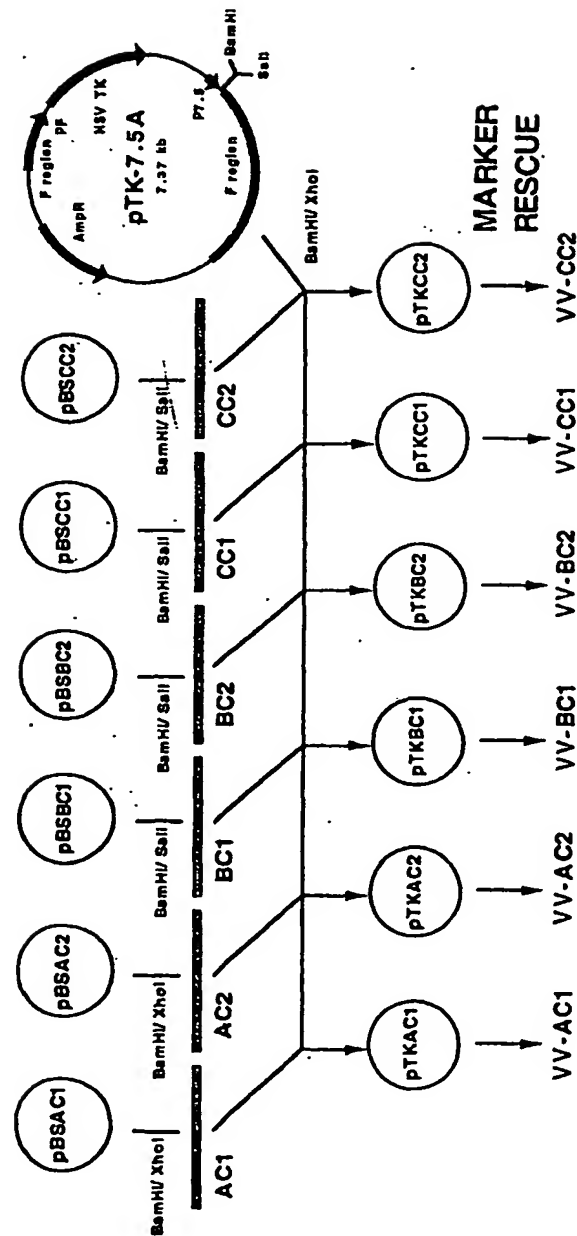 pBSAC1
pBSAC2
pBSBC1
pBSBC2
pBSCC1
pBSCC2
BamHI/ XhoI
BamHI/ XhoI
BamHI/ SalI
BamHI/ SalI
BamHI/ SalI
BamHI/ SalI
AC1
AC2
BC1
BC2
CC1
CC2
F region
PF
HSV TK
AmpR
pTK-7.5A
7.37 kb
P7.5
BamHI
SalI
F region
BamHI/ XhoI
pTKAC1
pTKAC2
pTKBC1
pTKBC2
pTKCC1
pTKCC2
MARKER
RESCUE
VV-AC1
VV-AC2
VV-BC1
VV-BC2
VV-CC1
VV-CC2